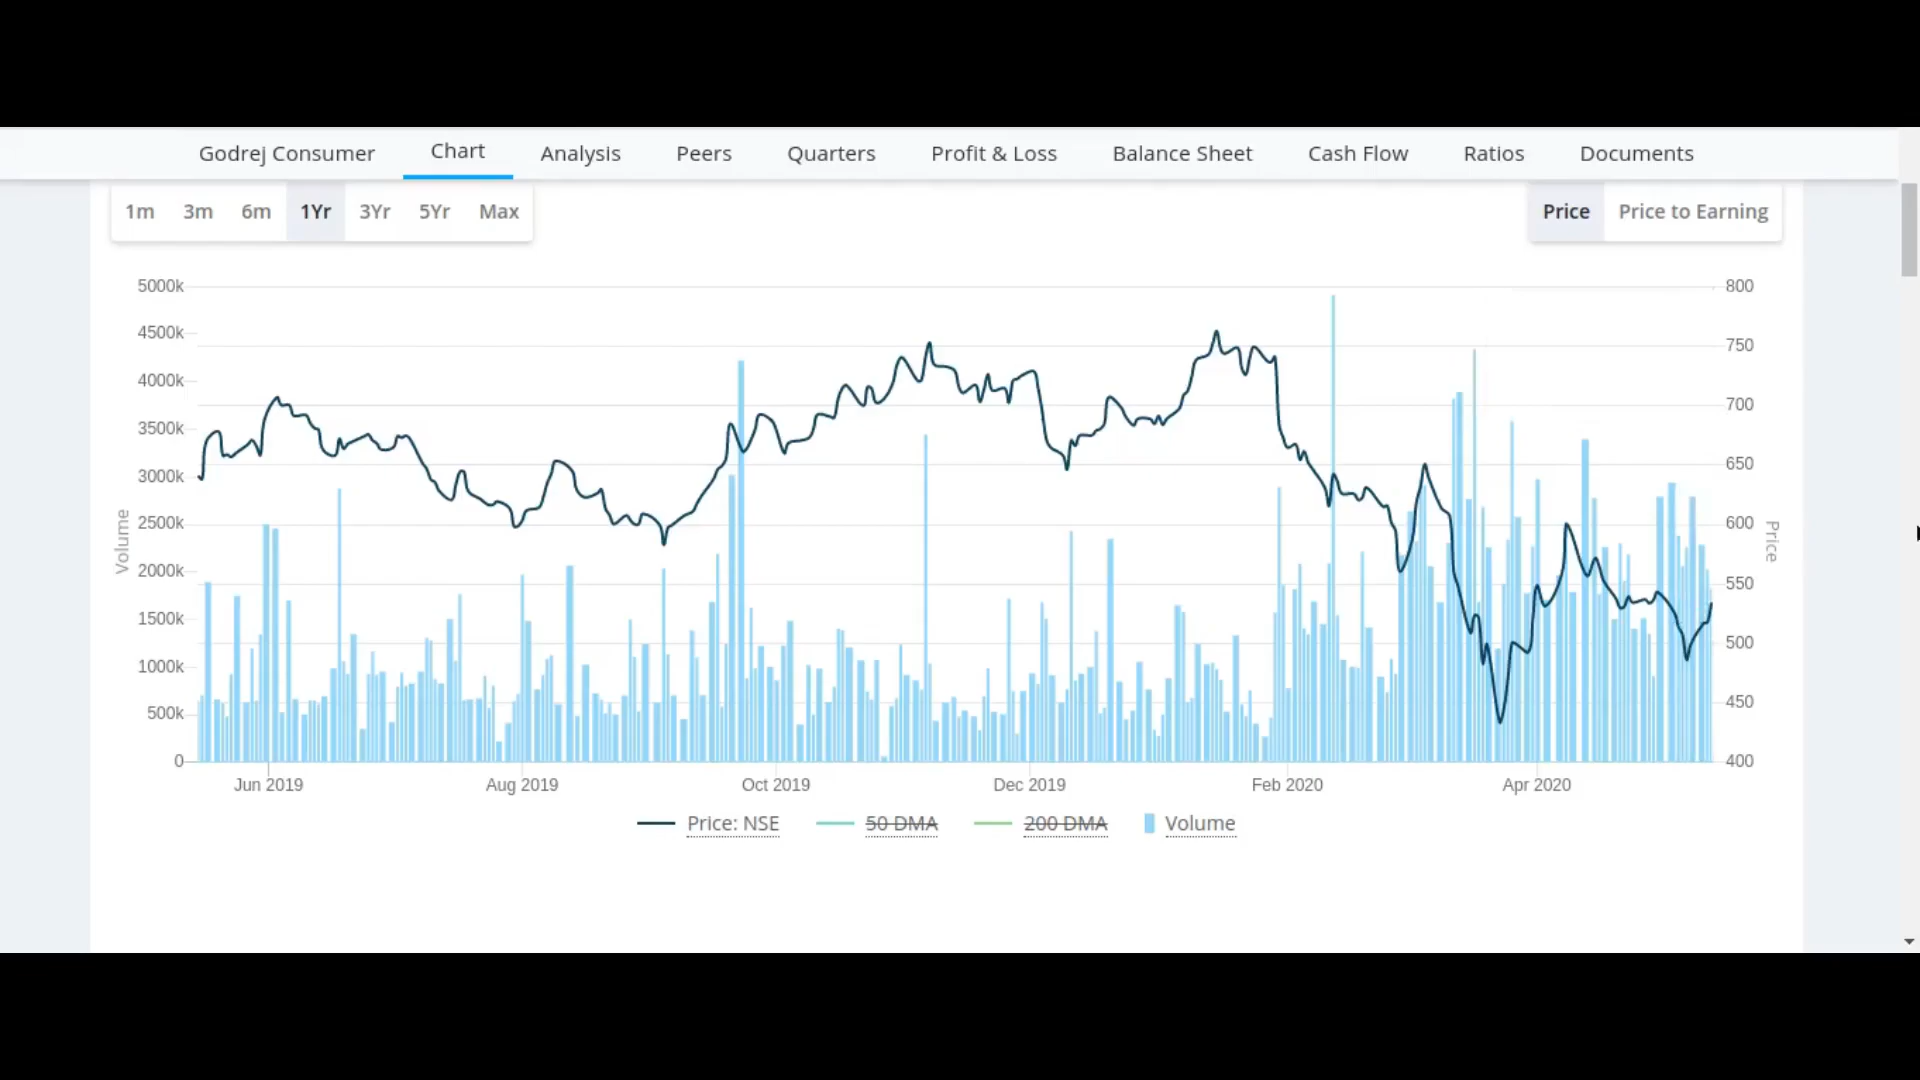 Godrej Consumer Chart Analysis Peers Quarters Profit & Loss Balance Sheet Cash Flow Ratios Documents
1m 3m 6m 1Yr 3Yr 5Yr Max Price Price to Earning
5000k 800
4500k
750
4000k
700
3500k
650
3000k
2500k 600
Volume
Price
2000k
550
1500k
500
1000k
500k
450
0 400
Jun 2019 Aug 2019 Oct 2019 Dec 2019 Feb 2020 Apr 2020
Price: NSE 50 DMA 200 DMA Volume